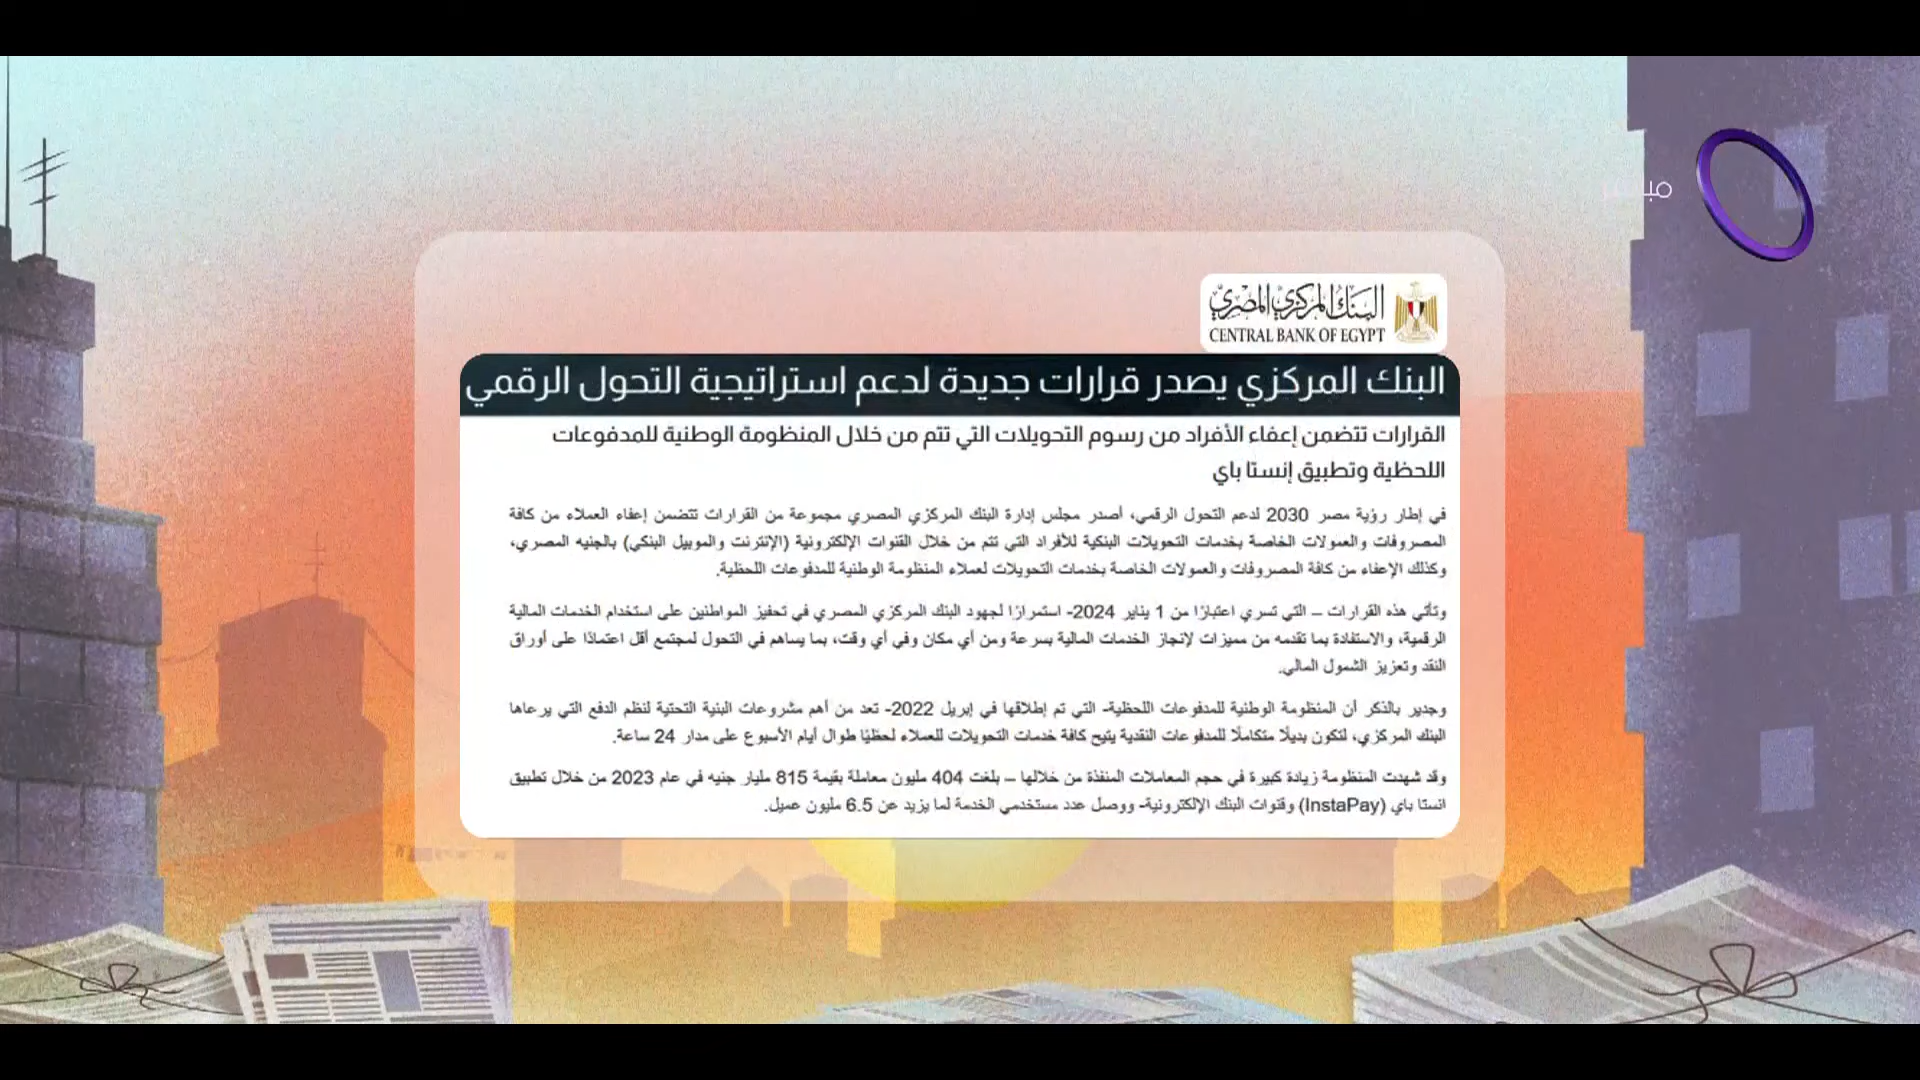 مباشر
البنك المركزي المصري
CENTRAL BANK OF EGYPT
البنك المركزي يصدر قرارات جديدة لدعم استراتيجية التحول الرقمي
القرارات تتضمن إعفاء الأفراد من رسوم التحويلات التي تتم من خلال المنظومة الوطنية للمدفوعات
اللحظية وتطبيق إنستا باي
في إطار رؤية مصر 2030 لدعم التحول الرقمي، أصدر مجلس إدارة البنك المركزي المصري مجموعة من القرارات تتضمن إعفاء العملاء من كافة
المصروفات والعمولات الخاصة بخدمات التحويلات البنكية للأفراد التي تتم من خلال القنوات الإلكترونية (الإنترنت والموبيل البنكي) بالجنيه المصري،
وكذلك الإعفاء من كافة المصروفات والعمولات الخاصة بخدمات التحويلات لعملاء المنظومة الوطنية للمدفوعات اللحظية.
وتأتي هذه القرارات – التي تسري اعتبارًا من 1 يناير 2024- استمرارًا لجهود البنك المركزي المصري في تحفيز المواطنين على استخدام الخدمات المالية
الرقمية، والاستفادة بما تقدمه من مميزات لإنجاز الخدمات المالية بسرعة ومن أي مكان وفي أي وقت، بما يساهم في التحول لمجتمع أقل اعتمادًا على أوراق
النقد وتعزيز الشمول المالي.
وجدير بالذكر أن المنظومة الوطنية للمدفوعات اللحظية- التي تم إطلاقها في إبريل 2022- تعد من أهم مشروعات البنية التحتية لنظم الدفع التي يرعاها
البنك المركزي، لتكون بديلًا متكاملًا للمدفوعات النقدية يتيح كافة خدمات التحويلات للعملاء لحظيًا طوال أيام الأسبوع على مدار 24 ساعة.
وقد شهدت المنظومة زيادة كبيرة في حجم المعاملات المنفذة من خلالها – بلغت 404 مليون معاملة بقيمة 815 مليار جنيه في عام 2023 من خلال تطبيق
انستا باي (InstaPay) وقنوات البنك الإلكترونية- ووصل عدد مستخدمي الخدمة لما يزيد عن 6.5 مليون عميل.